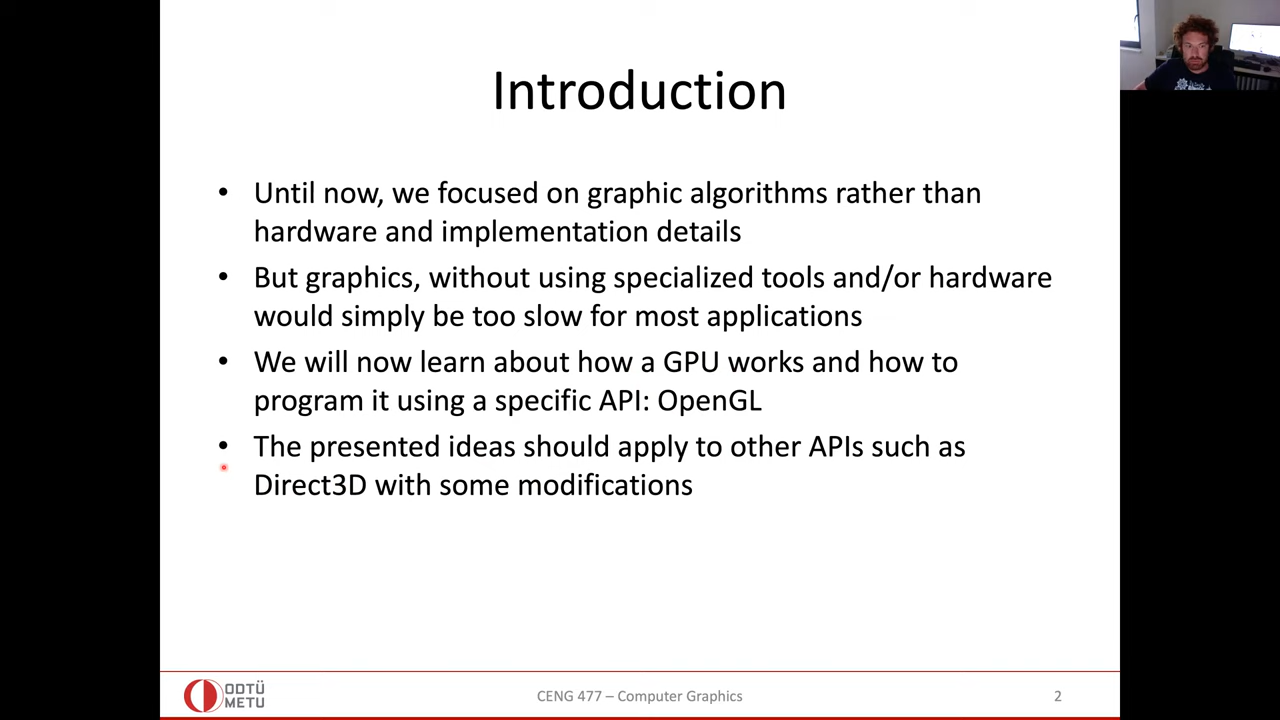 Introduction
• Until now, we focused on graphic algorithms rather than
hardware and implementation details
• But graphics, without using specialized tools and/or hardware
would simply be too slow for most applications
• We will now learn about how a GPU works and how to
program it using a specific API: OpenGL
• The presented ideas should apply to other APIs such as
Direct3D with some modifications
ODTÜ
METU
CENG 477 – Computer Graphics
2